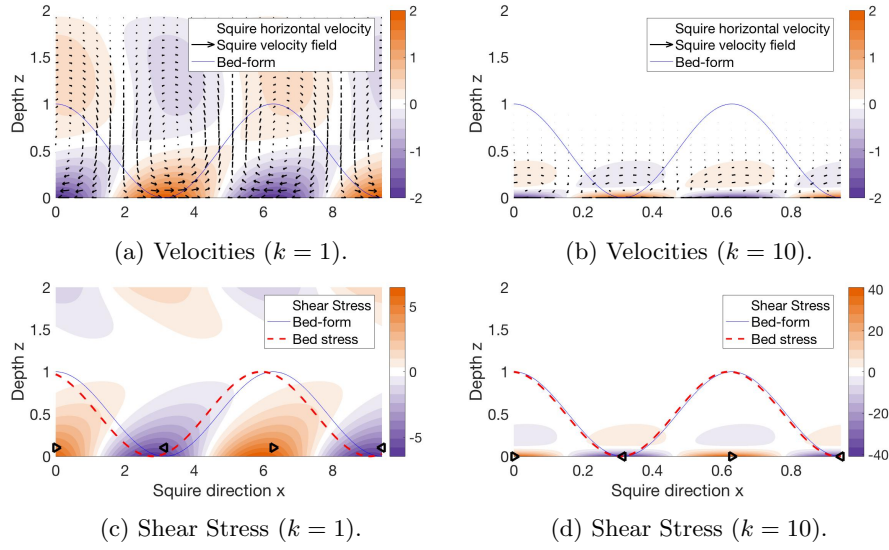 2
1.5
1
0.5
0
Depth z
0 2 4 6 8
Squire horizontal velocity
Squire velocity field
Bed-form
2
1
0
-1
-2
(a) Velocities (k = 1).
2
1.5
1
0.5
0
Depth z
0 0.2 0.4 0.6 0.8
Squire horizontal velocity
Squire velocity field
Bed-form
2
1
0
-1
-2
(b) Velocities (k = 10).
2
1.5
1
0.5
0
Depth z
0 2 4 6 8
Squire direction x
Shear Stress
Bed-form
Bed stress
5
0
-5
(c) Shear Stress (k = 1).
2
1.5
1
0.5
0
Depth z
0 0.2 0.4 0.6 0.8
Squire direction x
Shear Stress
Bed-form
Bed stress
40
20
0
-20
-40
(d) Shear Stress (k = 10).